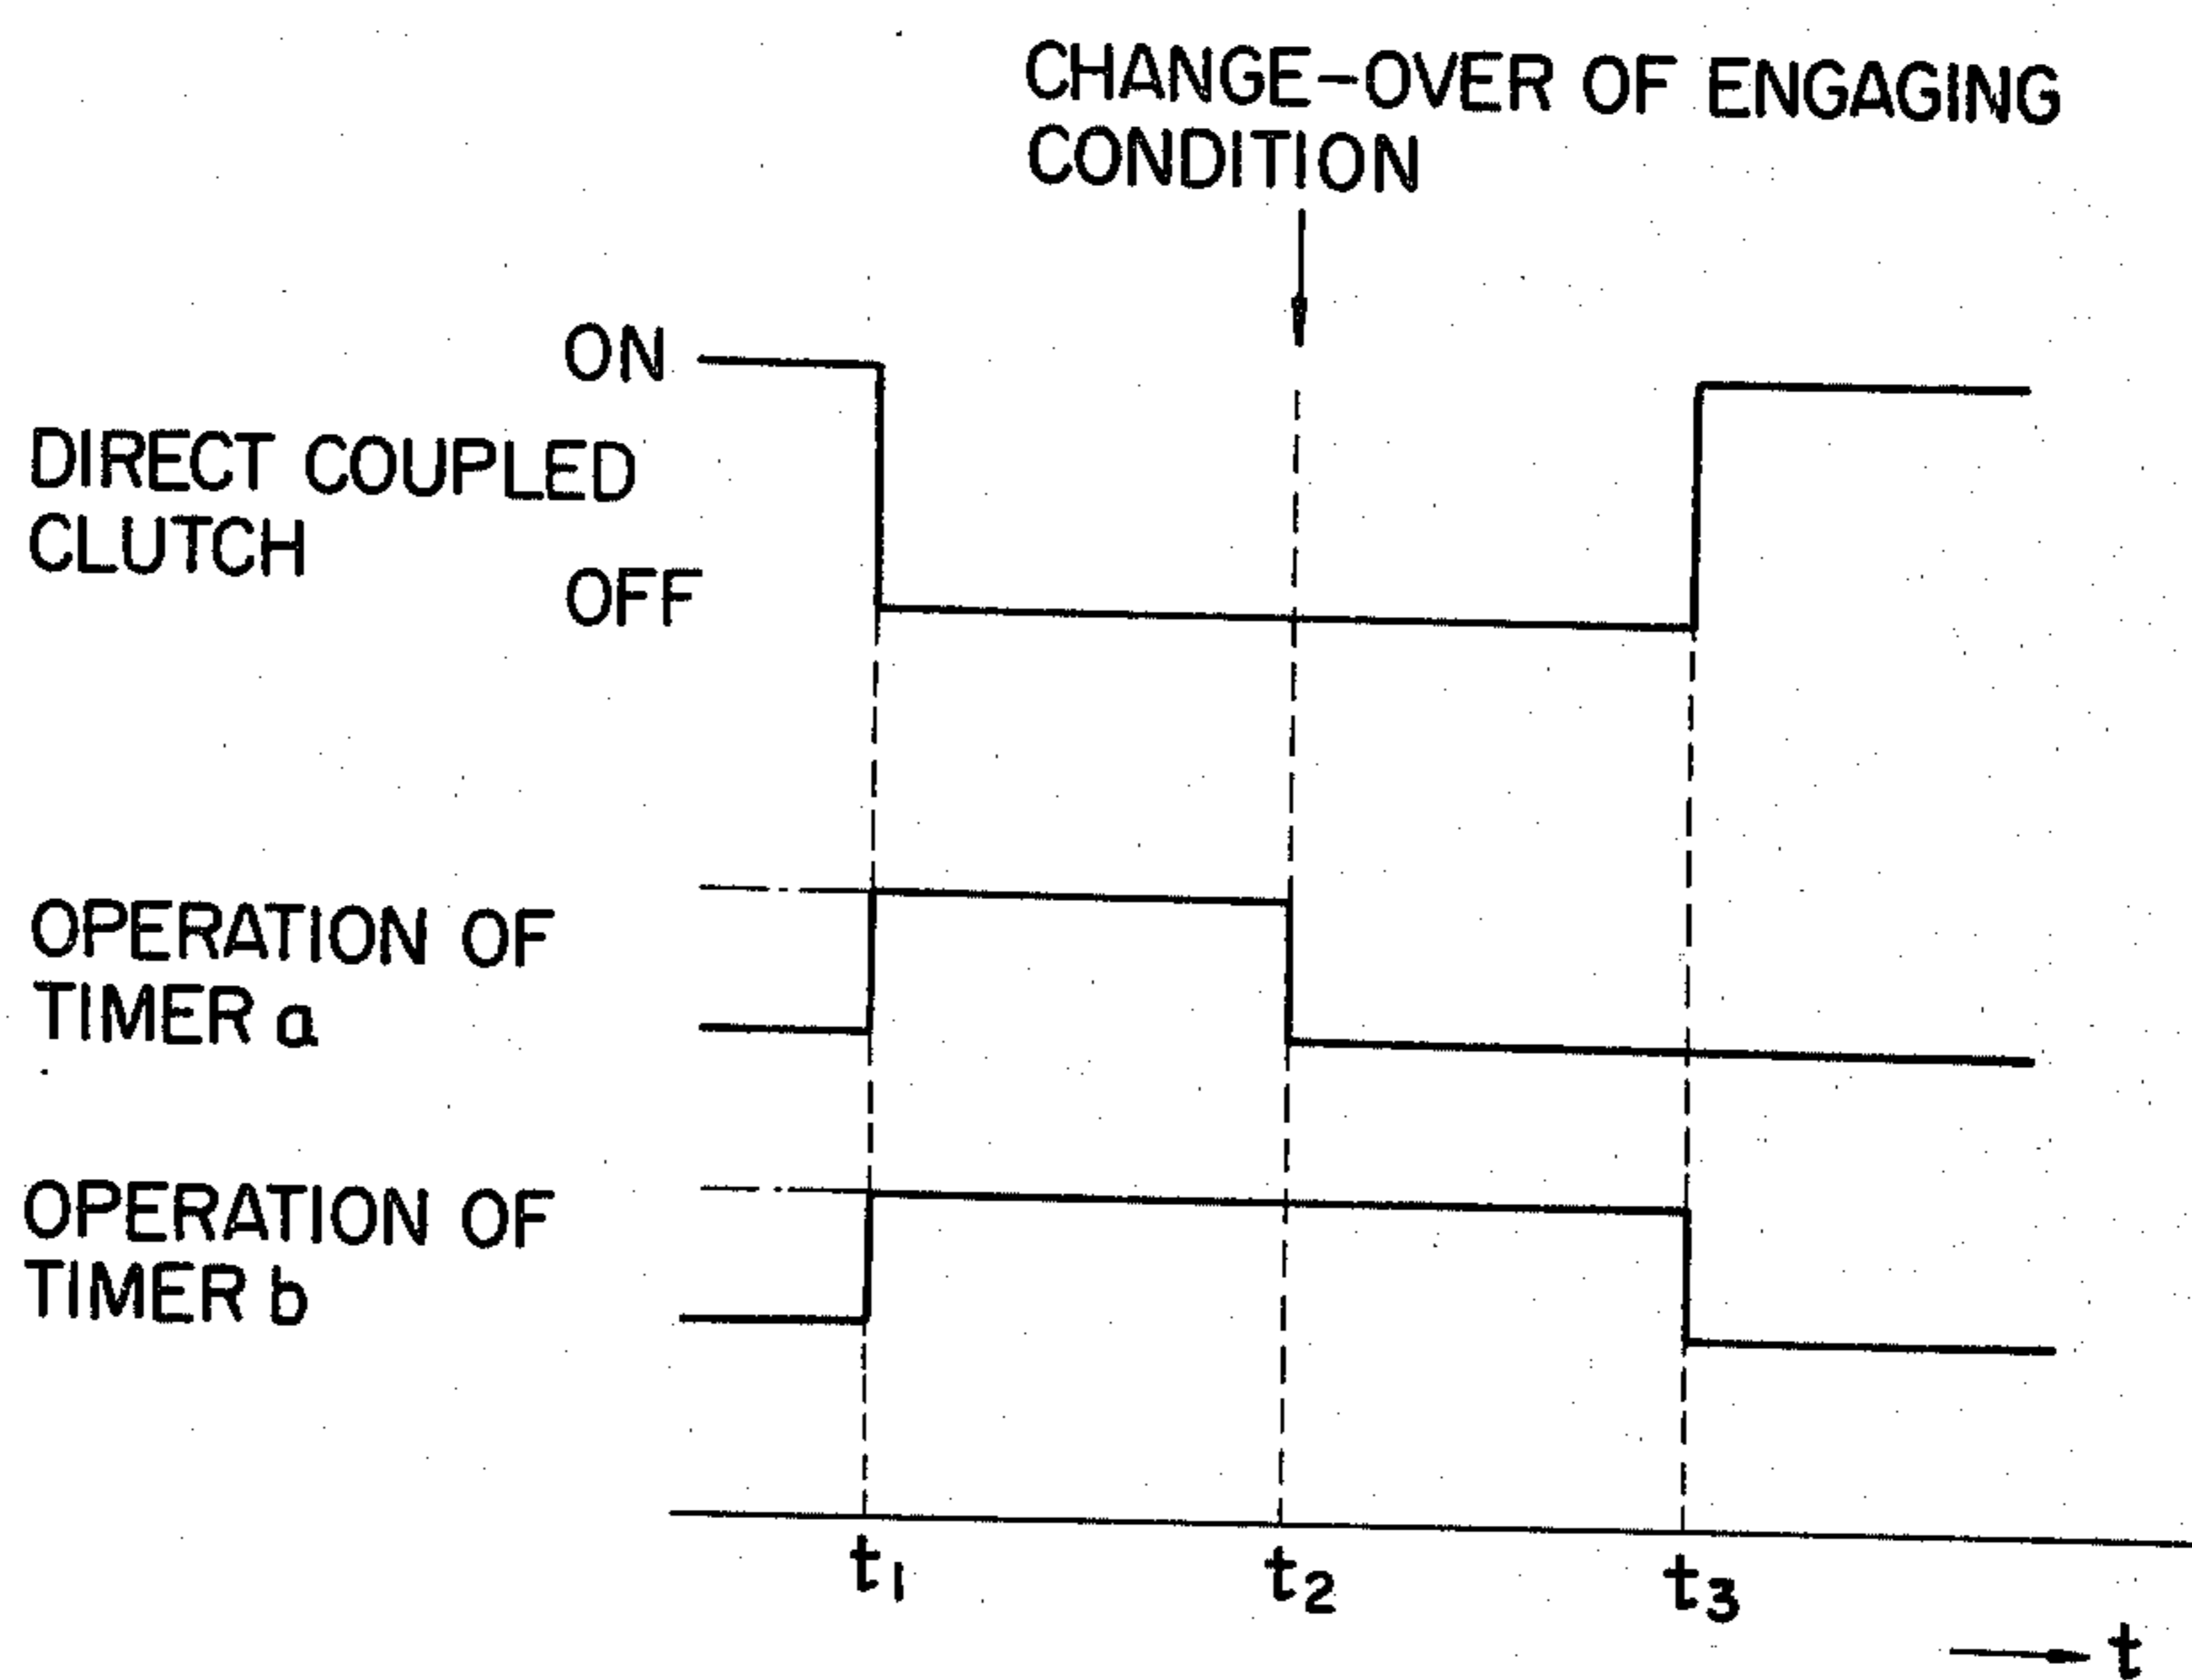 CHANGE-OVER OF ENGAGING
CONDITION
ON
DIRECT COUPLED
CLUTCH
OFF
OPERATION OF
TIMER a
OPERATION OF
TIMER b
t1
t2
t3
t